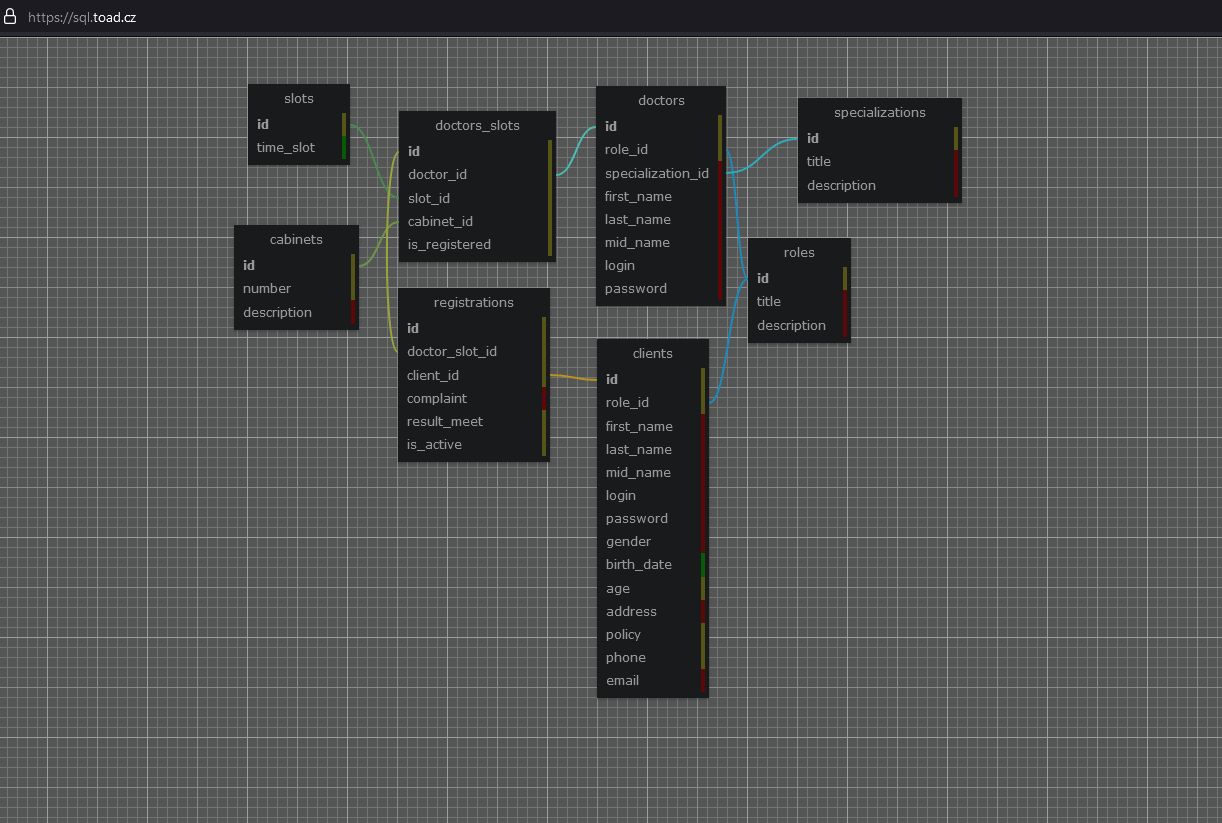 https://sql.toad.cz
slots
id
time_slot
cabinets
id
number
description
doctors_slots
id
doctor_id
slot_id
cabinet_id
is_registered
registrations
id
doctor_slot_id
client_id
complaint
result_meet
is_active
doctors
id
role_id
specialization_id
first_name
last_name
mid_name
login
password
clients
id
role_id
first_name
last_name
mid_name
login
password
gender
birth_date
age
address
policy
phone
email
specializations
id
title
description
roles
id
title
description